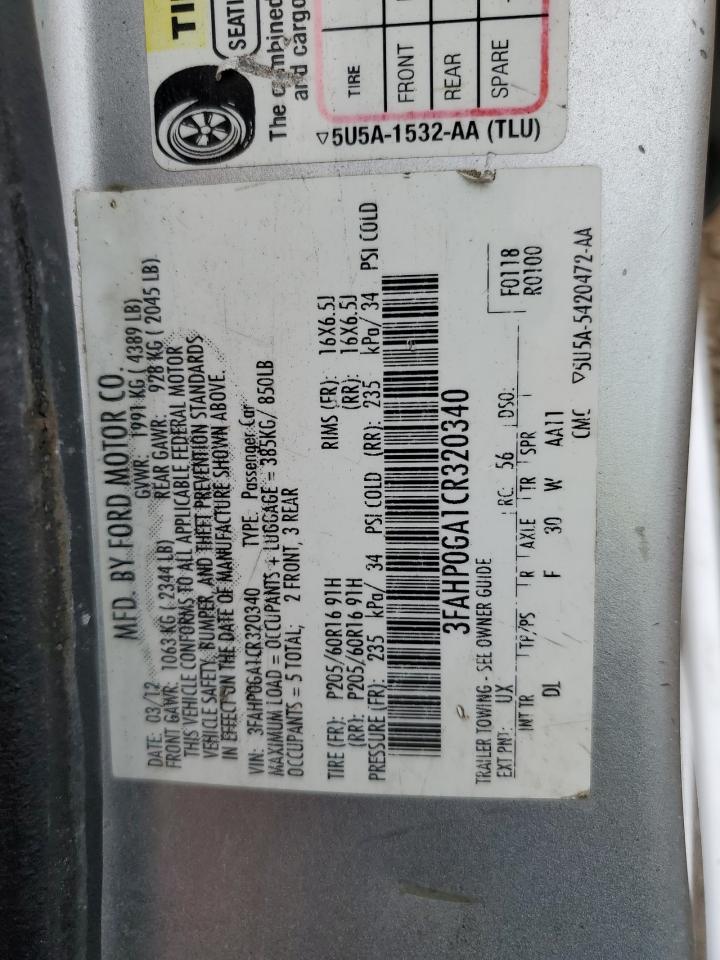 TI
SEATI
The combined
and cargo
TIRE
FRONT
REAR
SPARE
5U5A-1532-AA (TLU)
MFD. BY FORD MOTOR CO.
DATE: 03/12 GVWR: 1991 KG ( 4389 LB)
FRONT GAWR: 1063 KG ( 2344 LB) REAR GAWR: 928 KG ( 2045 LB).
THIS VEHICLE CONFORMS TO ALL APPLICABLE FEDERAL MOTOR
VEHICLE SAFETY, BUMPER, AND THEFT PREVENTION STANDARDS
IN EFFECT ON THE DATE OF MANUFACTURE SHOWN ABOVE.
VIN: 3FAHP0GA1CR320340 TYPE: Passenger Car
MAXIMUM LOAD = OCCUPANTS + LUGGAGE = 385KG/ 850LB
OCCUPANTS = 5 TOTAL; 2 FRONT, 3 REAR
TIRE (FR): P205/60R16 91H RIMS (FR): 16X6.5J
(RR): P205/60R16 91H (RR): 16X6.5J
PRESSURE (FR): 235 kPa/ 34 PSI COLD (RR): 235 kPa/ 34 PSI COLD
3FAHP0GA1CR320340
TRAILER TOWING - SEE OWNER GUIDE
F0118
R0100
EXT PNT: UX RC: 56 DSO:
INT TR TP/PS R AXLE TR SPR
DL F 30 W AA11
CMC 5U5A-5420472-AA